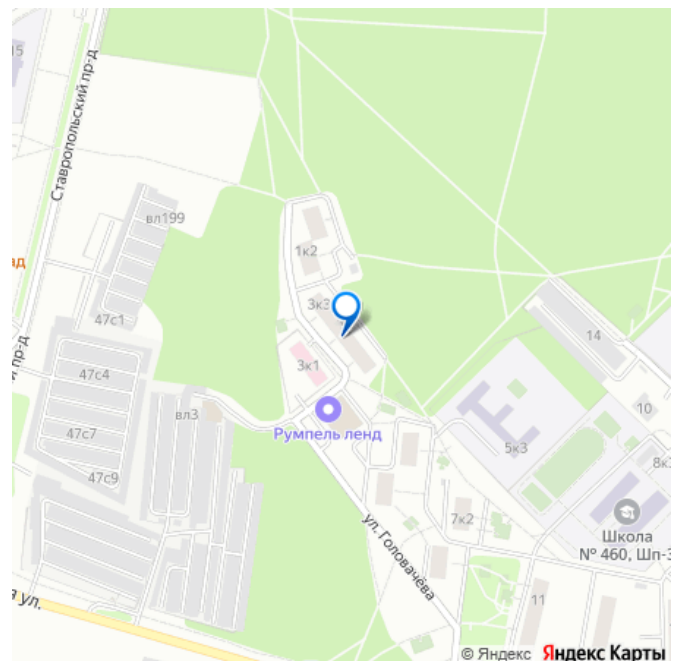 15
Ставропольский пр-д
вл199
1к2
ад
3к3
47с1
14
й пр-д
47с4
3к1
10
вл3
Румпель ленд
47с7
5к3
8к
47с9
7к2
Школа
№ 460, Шп-3
ул. Головачёва
11
я ул.
© Яндекс Яндекс Карты